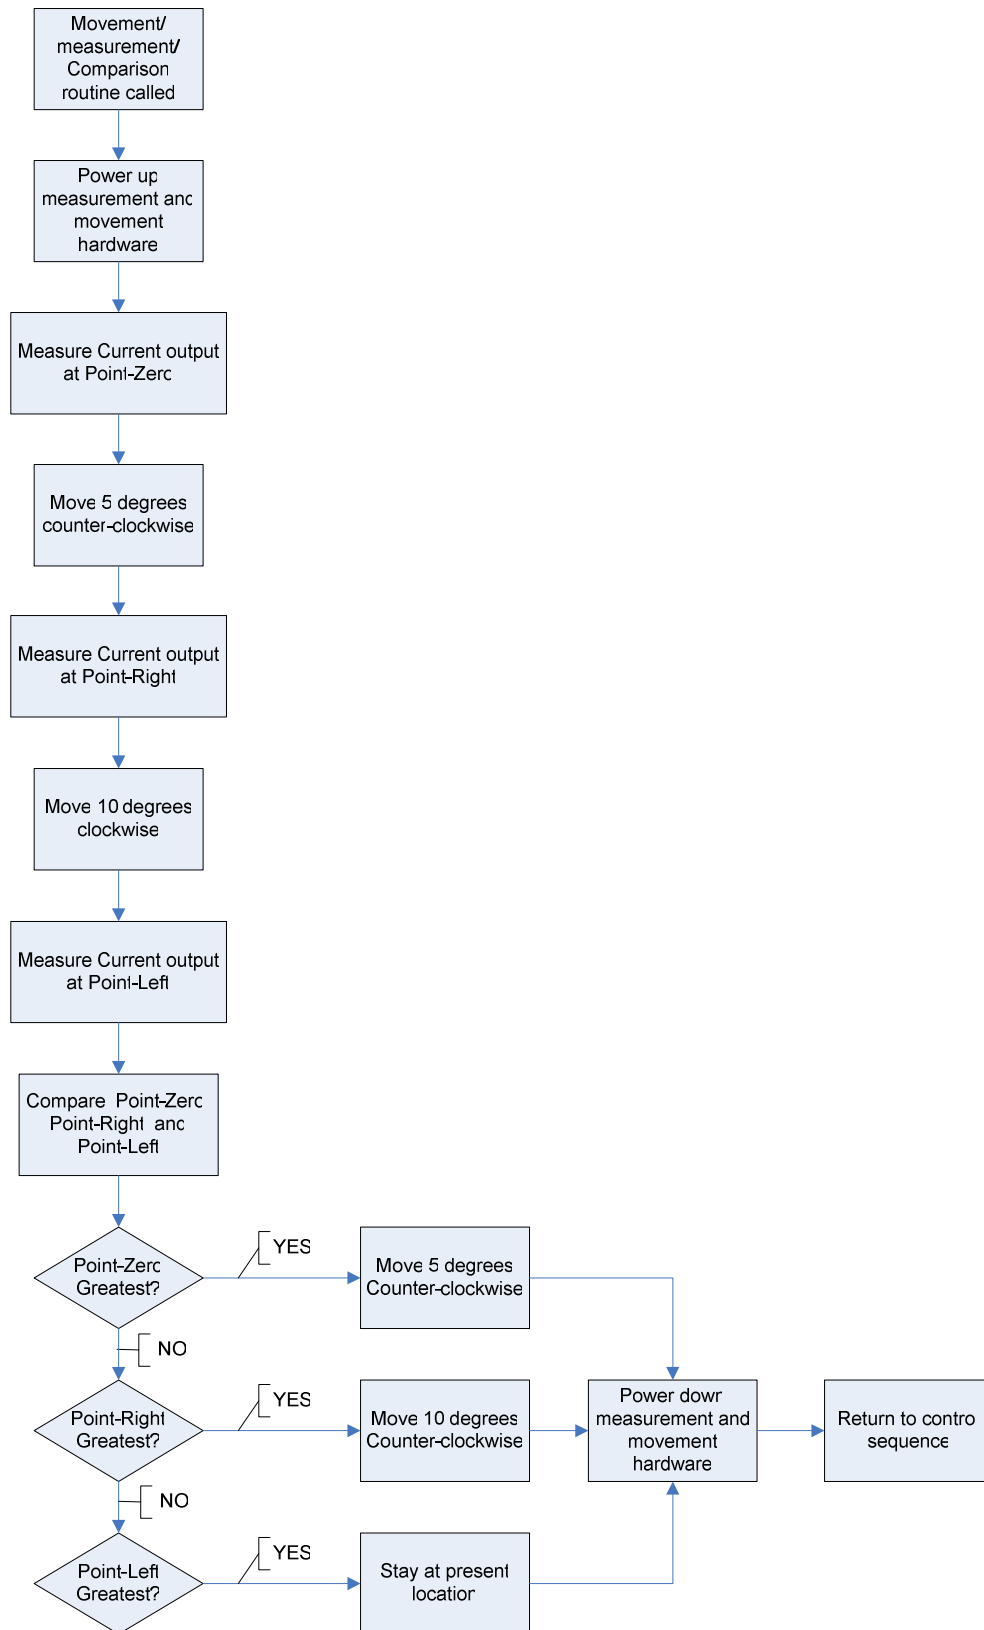 Movement/
measurement/
Comparison
routine called
Power up
measurement and
movement
hardware
Measure Current output
at Point-Zero
Move 5 degrees
counter-clockwise
Measure Current output
at Point-Right
Move 10 degrees
clockwise
Measure Current output
at Point-Left
Compare Point-Zero
Point-Right and
Point-Left
Point-Zero
Greatest?
YES
Move 5 degrees
Counter-clockwise
NO
Point-Right
Greatest?
YES
Move 10 degrees
Counter-clockwise
Power down
measurement and
movement
hardware
Return to contro
sequence
NO
Point-Left
Greatest?
YES
Stay at present
location